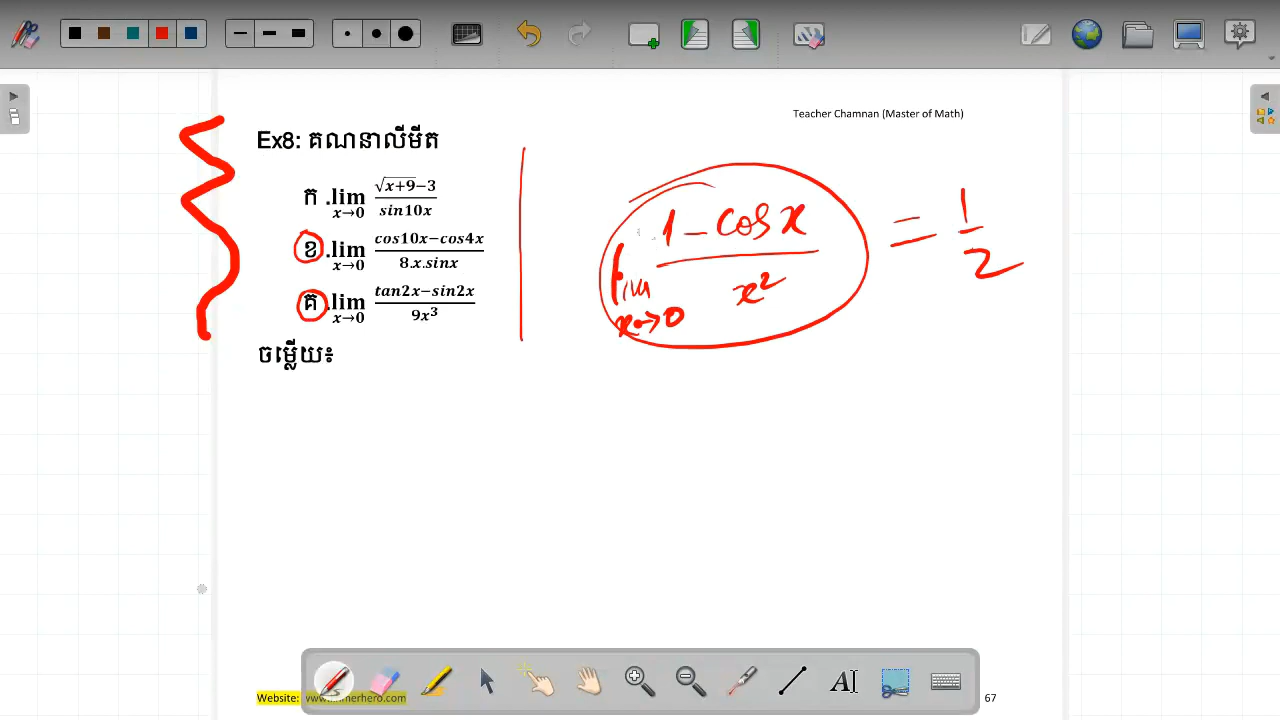 Teacher Chamnan (Master of Math)
Ex8: គណនាលីមីត
ក .lim x→0 (√x+9−3)/(sin10x)
ខ .lim x→0 (cos10x−cos4x)/(8.x.sinx)
គ .lim x→0 (tan2x−sin2x)/(9x³)
ចម្លើយ៖
lim x→0 (1−cosx)/(x²) = 1/2
Website:
67